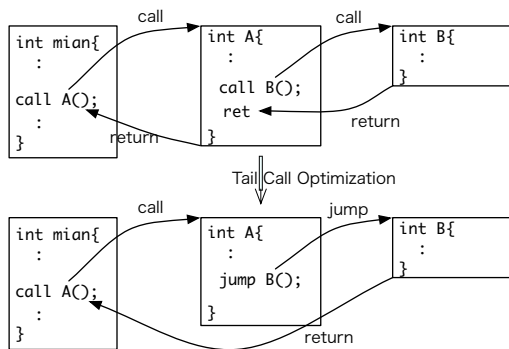 call
call
int mian{
:
call A();
:
}
int A{
:
call B();
ret
}
int B{
:
}
return
return
Tail Call Optimization
call
jump
int mian{
:
call A();
:
}
int A{
:
jump B();
}
int B{
:
}
return